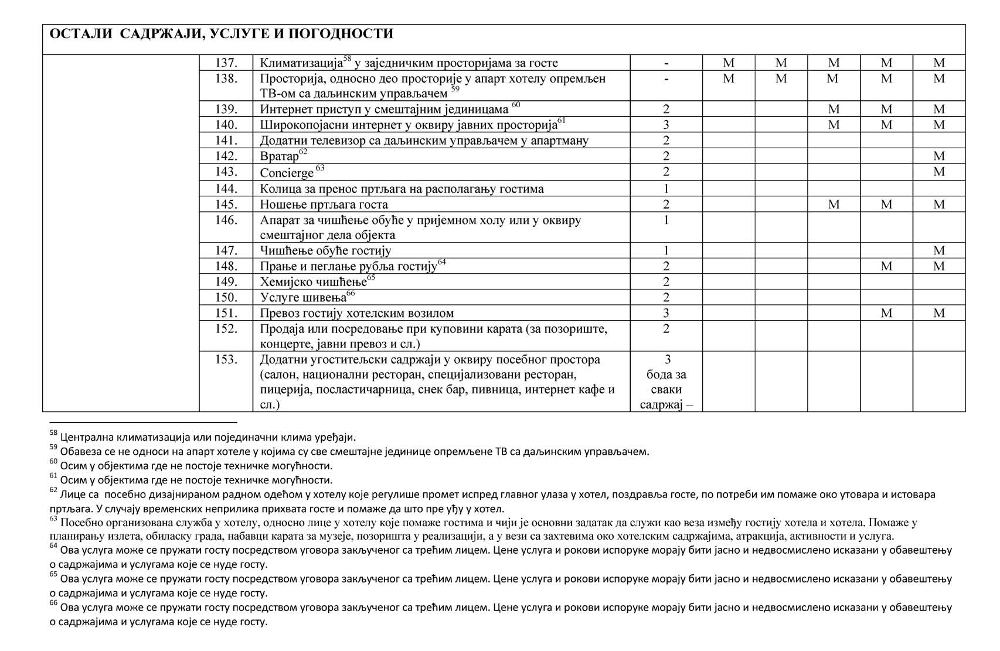 ОСТАЛИ САДРЖАЈИ, УСЛУГЕ И ПОГОДНОСТИ
137. Климатизација58 у заједничким просторијама за госте - М М М М М
138. Просторија, односно део просторије у апарт хотелу опремљен - М М М М М
ТВ-ом са даљинским управљачем 59
139. Интернет приступ у смештајним јединицама 60 2 М М М
140. Широкопојасни интернет у оквиру јавних просторија61 3 М М М
141. Додатни телевизор са даљинским управљачем у апартману 2
142. Вратар62 2 М
143. Concierge 63 2 М
144. Колица за пренос пртљага на располагању гостима 1
145. Ношење пртљага госта 2 М М М
146. Апарат за чишћење обуће у пријемном холу или у оквиру 1
смештајног дела објекта
147. Чишћење обуће гостију 1 М
148. Прање и пеглање рубља гостију64 2 М М
149. Хемијско чишћење65 2
150. Услуге шивења66 2
151. Превоз гостију хотелским возилом 3 М М
152. Продаја или посредовање при куповини карата (за позориште, 2
концерте, јавни превоз и сл.)
153. Додатни угоститељски садржаји у оквиру посебног простора 3
(салон, национални ресторан, специјализовани ресторан, бода за
пицерија, посластичарница, снек бар, пивница, интернет кафе и сваки
сл.) садржај –
58 Централна климатизација или појединачни клима уређаји.
59 Обавеза се не односи на апарт хотеле у којима су све смештајне јединице опремљене ТВ са даљинским управљачем.
60 Осим у објектима где не постоје техничке могућности.
61 Осим у објектима где не постоје техничке могућности.
62 Лице са посебно дизајнираном радном одећом у хотелу које регулише промет испред главног улаза у хотел, поздравља госте, по потреби им помаже око утовара и истовара
пртљага. У случају временских неприлика прихвата госте и помаже да што пре уђу у хотел.
63 Посебно организована служба у хотелу, односно лице у хотелу које помаже гостима и чији је основни задатак да служи као веза између гостију хотела и хотела. Помаже у
планирању излета, обиласку града, набавци карата за музеје, позоришта у реализацији, а у вези са захтевима око хотелским садржајима, атракција, активности и услуга.
64 Ова услуга може се пружати госту посредством уговора закљученог са трећим лицем. Цене услуга и рокови испоруке морају бити јасно и недвосмислено исказани у обавештењу
о садржајима и услугама које се нуде госту.
65 Ова услуга може се пружати госту посредством уговора закљученог са трећим лицем. Цене услуга и рокови испоруке морају бити јасно и недвосмислено исказани у обавештењу
о садржајима и услугама које се нуде госту.
66 Ова услуга може се пружати госту посредством уговора закљученог са трећим лицем. Цене услуга и рокови испоруке морају бити јасно и недвосмислено исказани у обавештењу
о садржајима и услугама које се нуде госту.